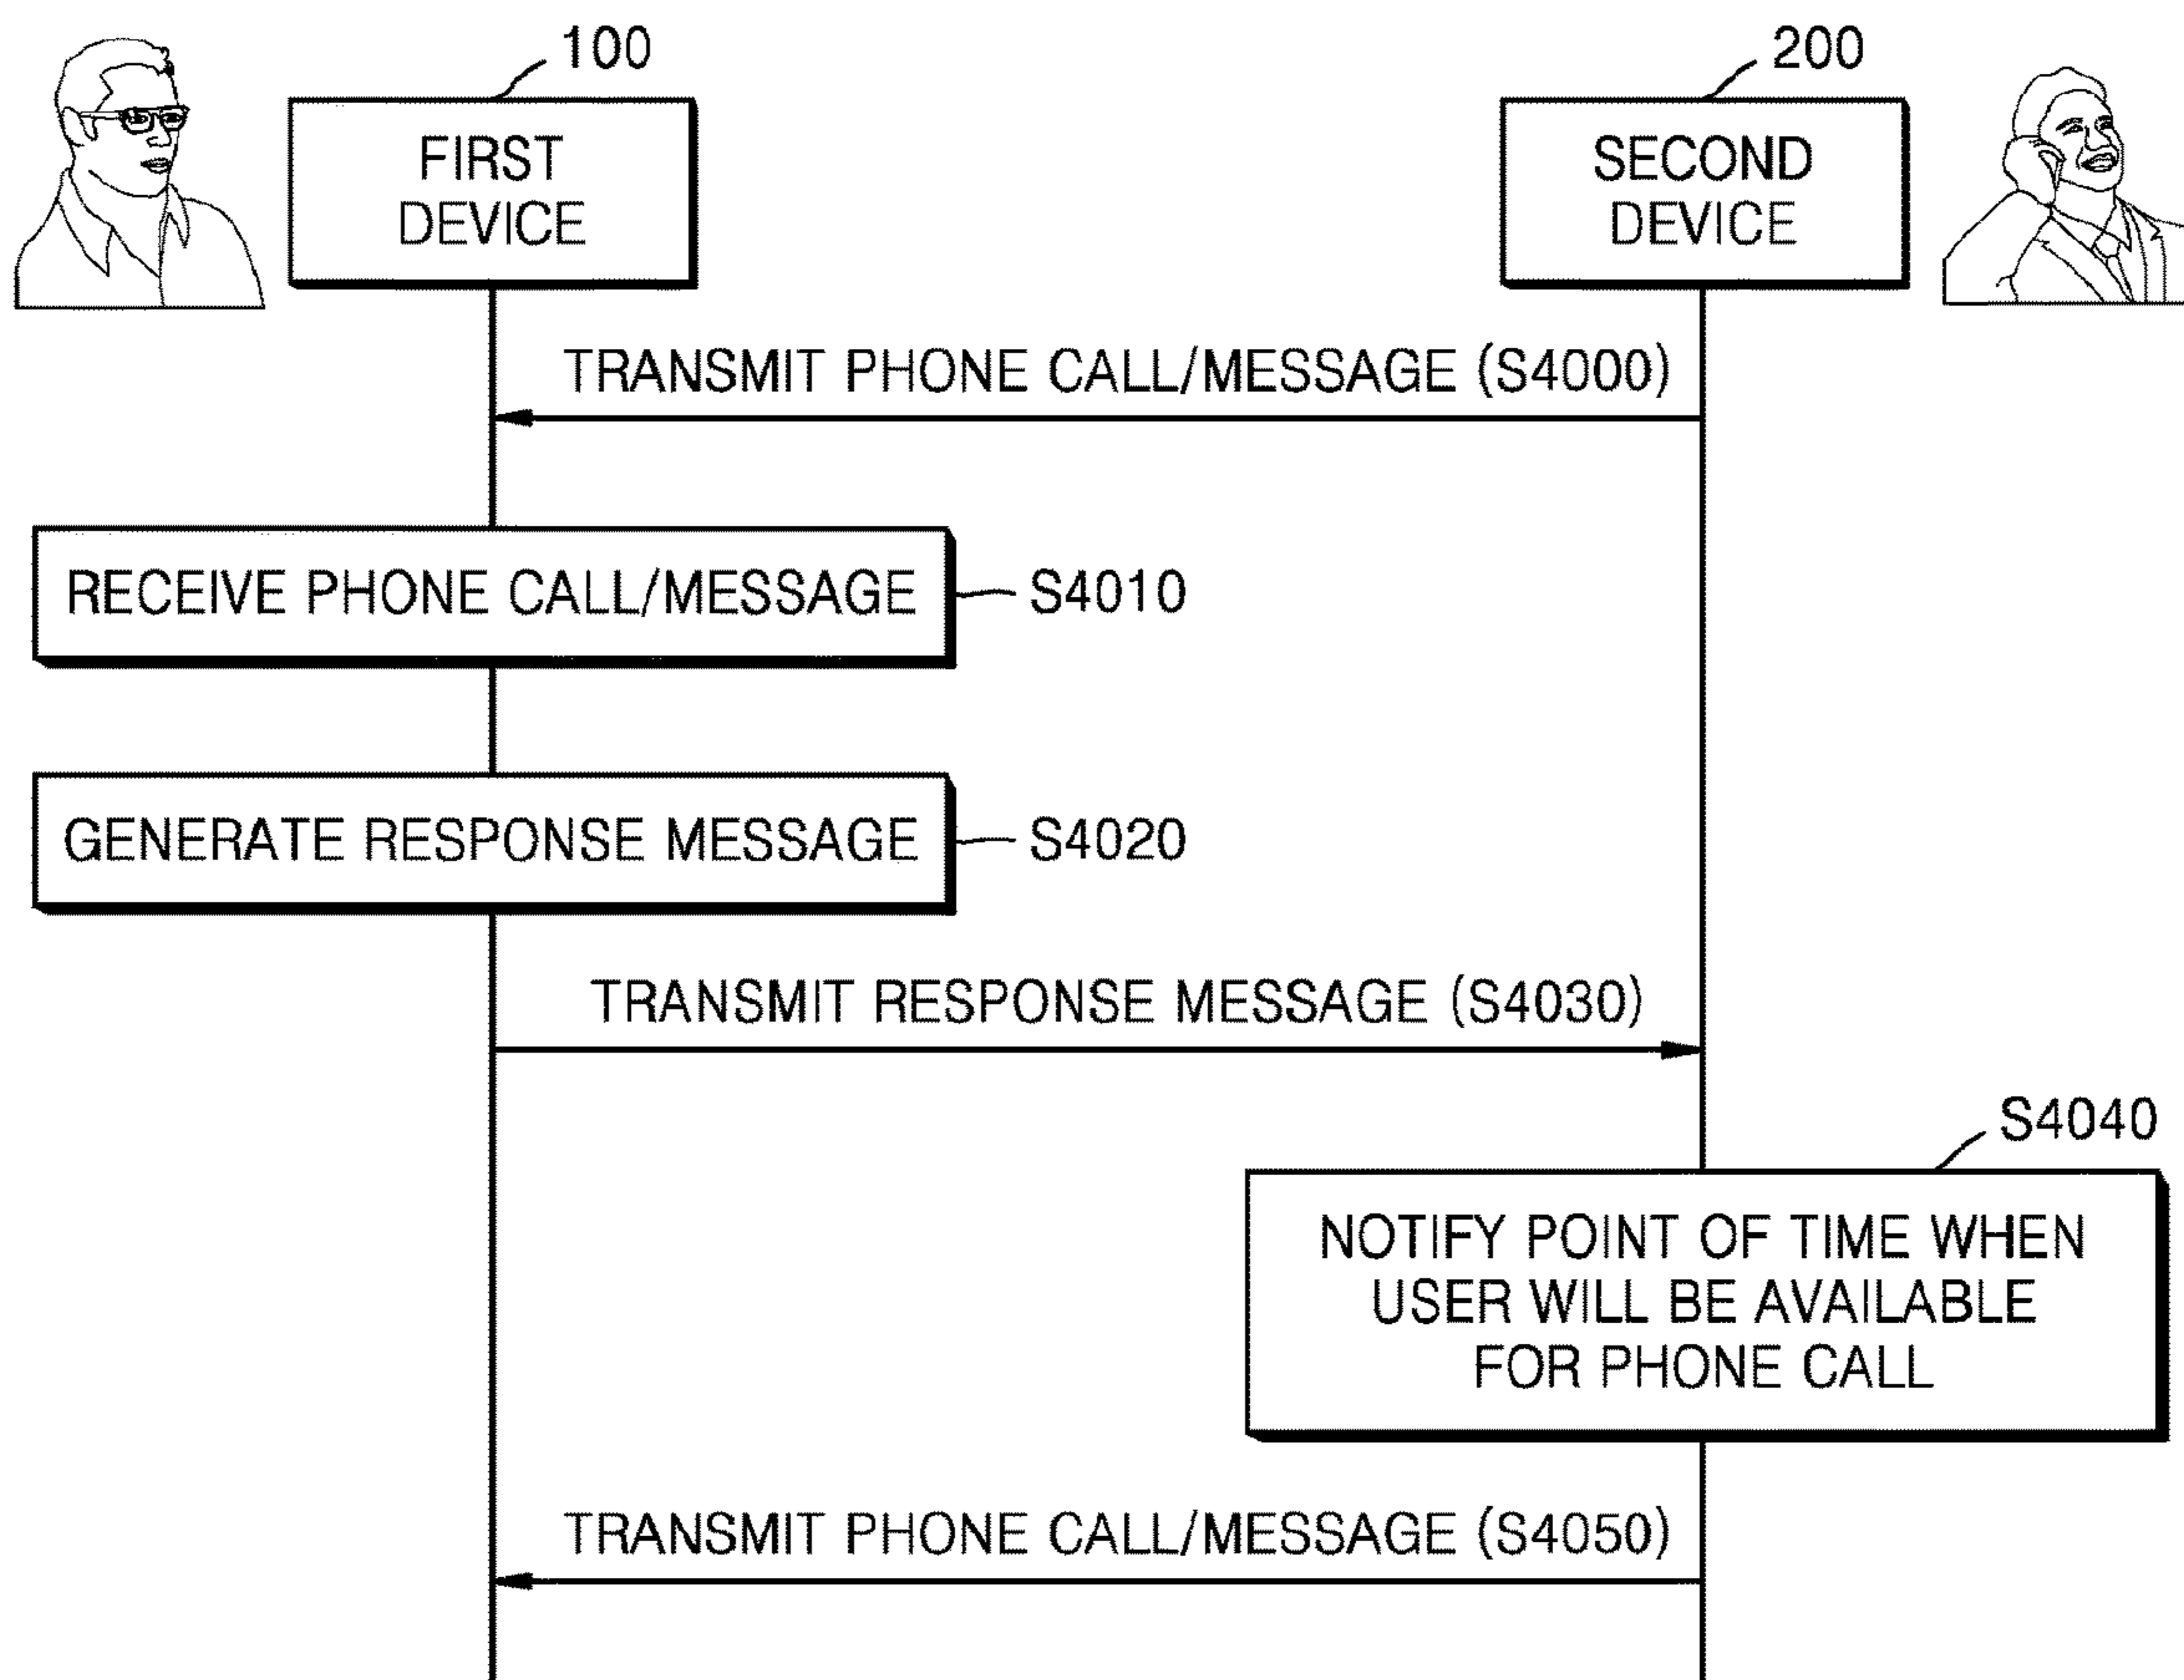 100
200
FIRST
DEVICE
SECOND
DEVICE
TRANSMIT PHONE CALL/MESSAGE (S4000)
RECEIVE PHONE CALL/MESSAGE
S4010
GENERATE RESPONSE MESSAGE
S4020
TRANSMIT RESPONSE MESSAGE (S4030)
S4040
NOTIFY POINT OF TIME WHEN
USER WILL BE AVAILABLE
FOR PHONE CALL
TRANSMIT PHONE CALL/MESSAGE (S4050)